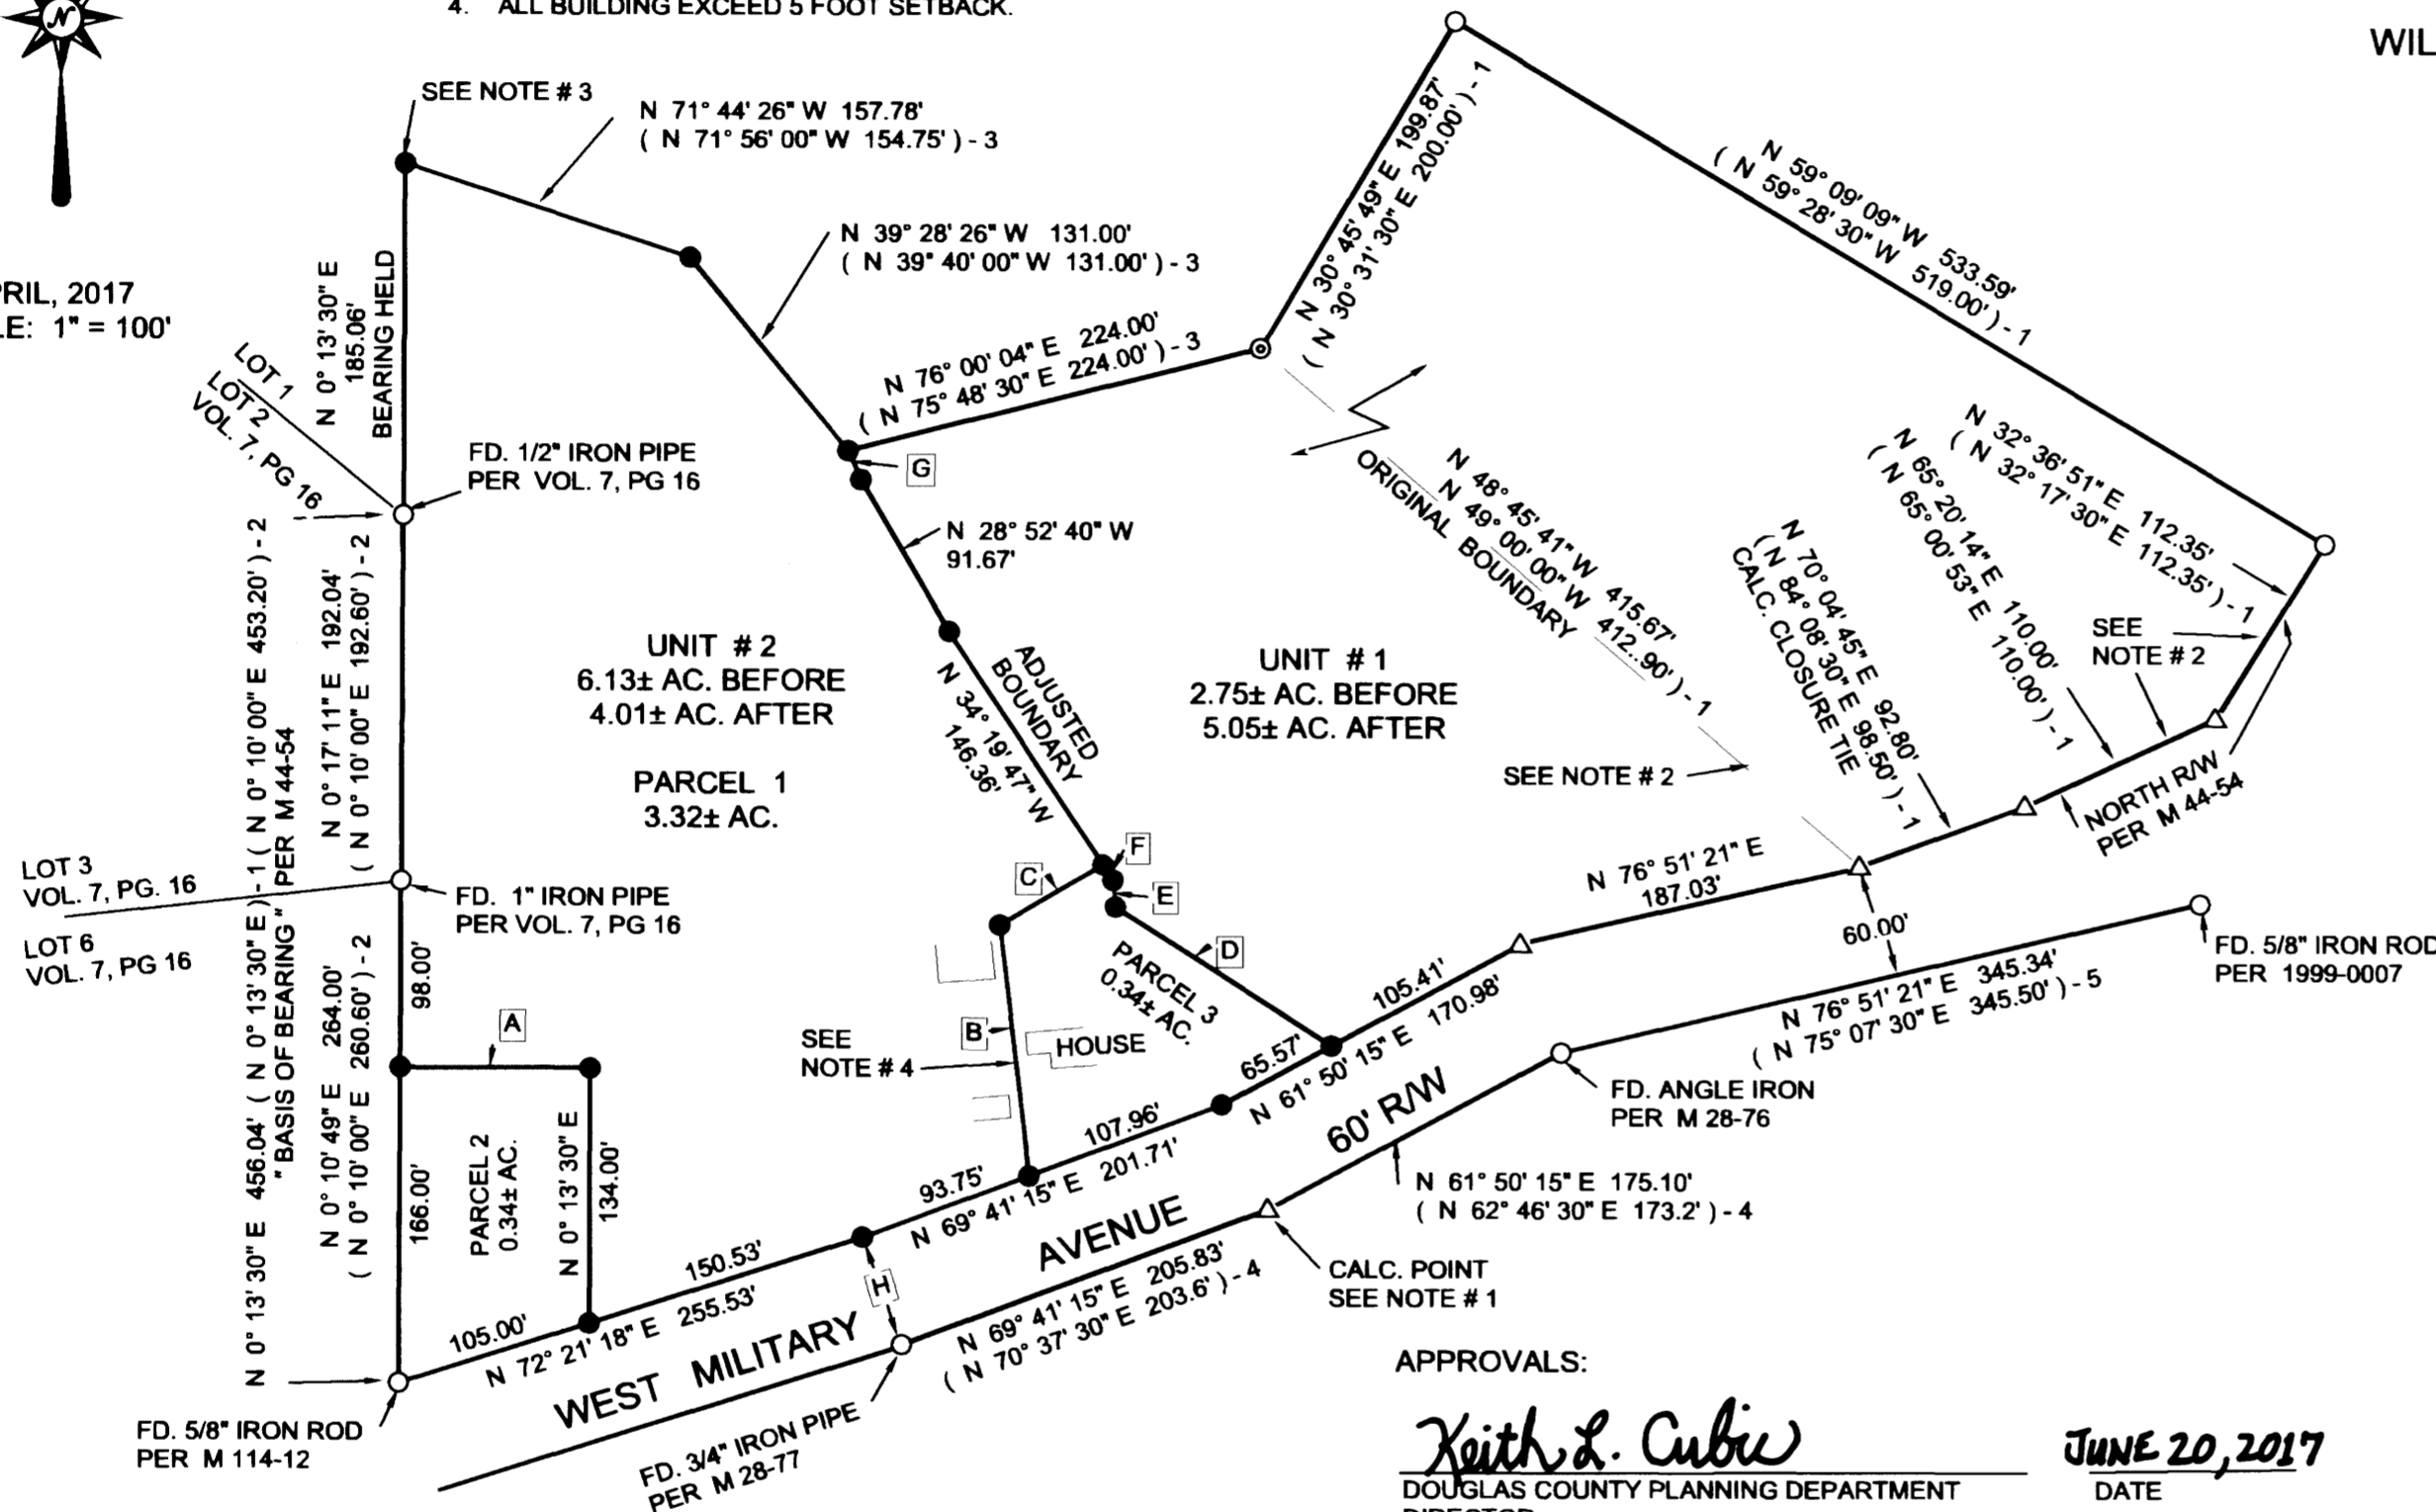 4. ALL BUILDING EXCEED 5 FOOT SETBACK.
WIL
N
SEE NOTE # 3
N 71° 44' 26" W 157.78'
( N 71° 56' 00" W 154.75' ) - 3
N 39° 28' 26" W 131.00'
( N 39° 40' 00" W 131.00' ) - 3
N 30° 45' 49" E 199.87'
( N 30° 31' 30" E 200.00' ) - 1
N 59° 09' 09" W 533.59'
( N 59° 28' 30" W 519.00' ) - 1
PRIL, 2017
LE: 1" = 100'
N 0° 13' 30" E
185.06'
BEARING HELD
N 76° 00' 04" E 224.00'
( N 75° 48' 30" E 224.00' ) - 3
LOT 1
LOT 2
VOL. 7, PG 16
FD. 1/2" IRON PIPE
PER VOL. 7, PG 16
G
N 28° 52' 40" W
91.67'
N 48° 45' 41" W 415.67'
N 49° 00' 00" W 412..90' ) - 1
ORIGINAL BOUNDARY
N 32° 36' 51" E 112.35'
( N 32° 17' 30" E 112.35' ) - 1
N 65° 20' 14" E 110.00'
( N 65° 00' 53" E 110.00' ) - 1
N 70° 04' 45" E 92.80'
( N 84° 08' 30" E 98.50' ) - 1
CALC. CLOSURE TIE
SEE
NOTE # 2
NORTH R/W
PER M 44-54
UNIT # 2
6.13± AC. BEFORE
4.01± AC. AFTER
PARCEL 1
3.32± AC.
ADJUSTED
BOUNDARY
N 34° 19' 47" W
146.36'
UNIT # 1
2.75± AC. BEFORE
5.05± AC. AFTER
SEE NOTE # 2
N 0° 13' 30" E 456.04' ( N 0° 13' 30" E ) - 1 ( N 0° 10' 00" E 453.20' ) - 2
" BASIS OF BEARING " PER M 44-54
N 0° 17' 11" E 192.04'
( N 0° 10' 00" E 192.60' ) - 2
LOT 3
VOL. 7, PG. 16
LOT 6
VOL. 7, PG 16
FD. 1" IRON PIPE
PER VOL. 7, PG 16
C
F
E
D
N 76° 51' 21" E
187.03'
60.00'
FD. 5/8" IRON ROD
PER 1999-0007
N 76° 51' 21" E 345.34'
( N 75° 07' 30" E 345.50' ) - 5
PARCEL 3
0.34± AC.
98.00'
N 0° 10' 49" E 264.00'
( N 0° 10' 00" E 260.60' ) - 2
A
B
SEE
NOTE # 4
HOUSE
105.41'
65.57'
N 61° 50' 15" E 170.98'
FD. ANGLE IRON
PER M 28-76
166.00'
PARCEL 2
0.34± AC.
N 0° 13' 30" E
134.00'
107.96'
93.75'
N 69° 41' 15" E 201.71'
60' R/W
N 61° 50' 15" E 175.10'
( N 62° 46' 30" E 173.2' ) - 4
150.53'
105.00'
N 72° 21' 18" E 255.53'
H
WEST MILITARY AVENUE
CALC. POINT
SEE NOTE # 1
N 69° 41' 15" E 205.83'
( N 70° 37' 30" E 203.6' ) - 4
FD. 5/8" IRON ROD
PER M 114-12
FD. 3/4" IRON PIPE
PER M 28-77
APPROVALS:
Keith L. Cubic
JUNE 20, 2017
DOUGLAS COUNTY PLANNING DEPARTMENT
DATE